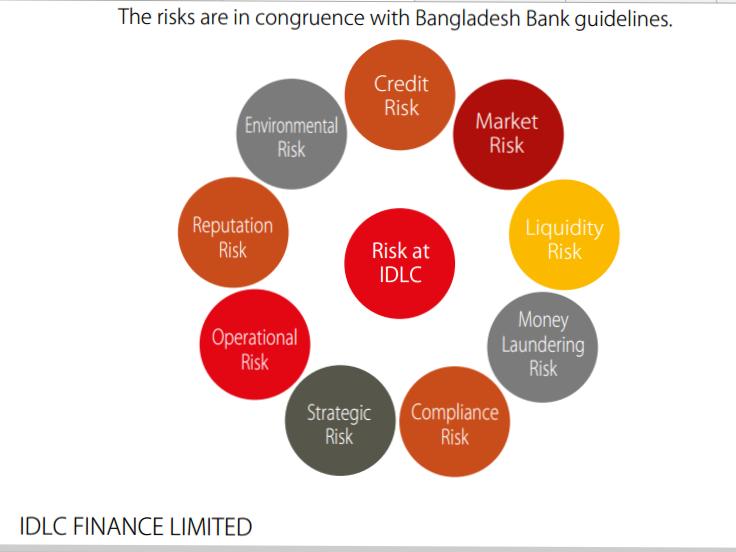 The risks are in congruence with Bangladesh Bank guidelines.
Credit
Risk
Market
Risk
Liquidity
Risk
Money
Laundering
Risk
Compliance
Risk
Strategic
Risk
Operational
Risk
Reputation
Risk
Environmental
Risk
Risk at
IDLC
IDLC FINANCE LIMITED